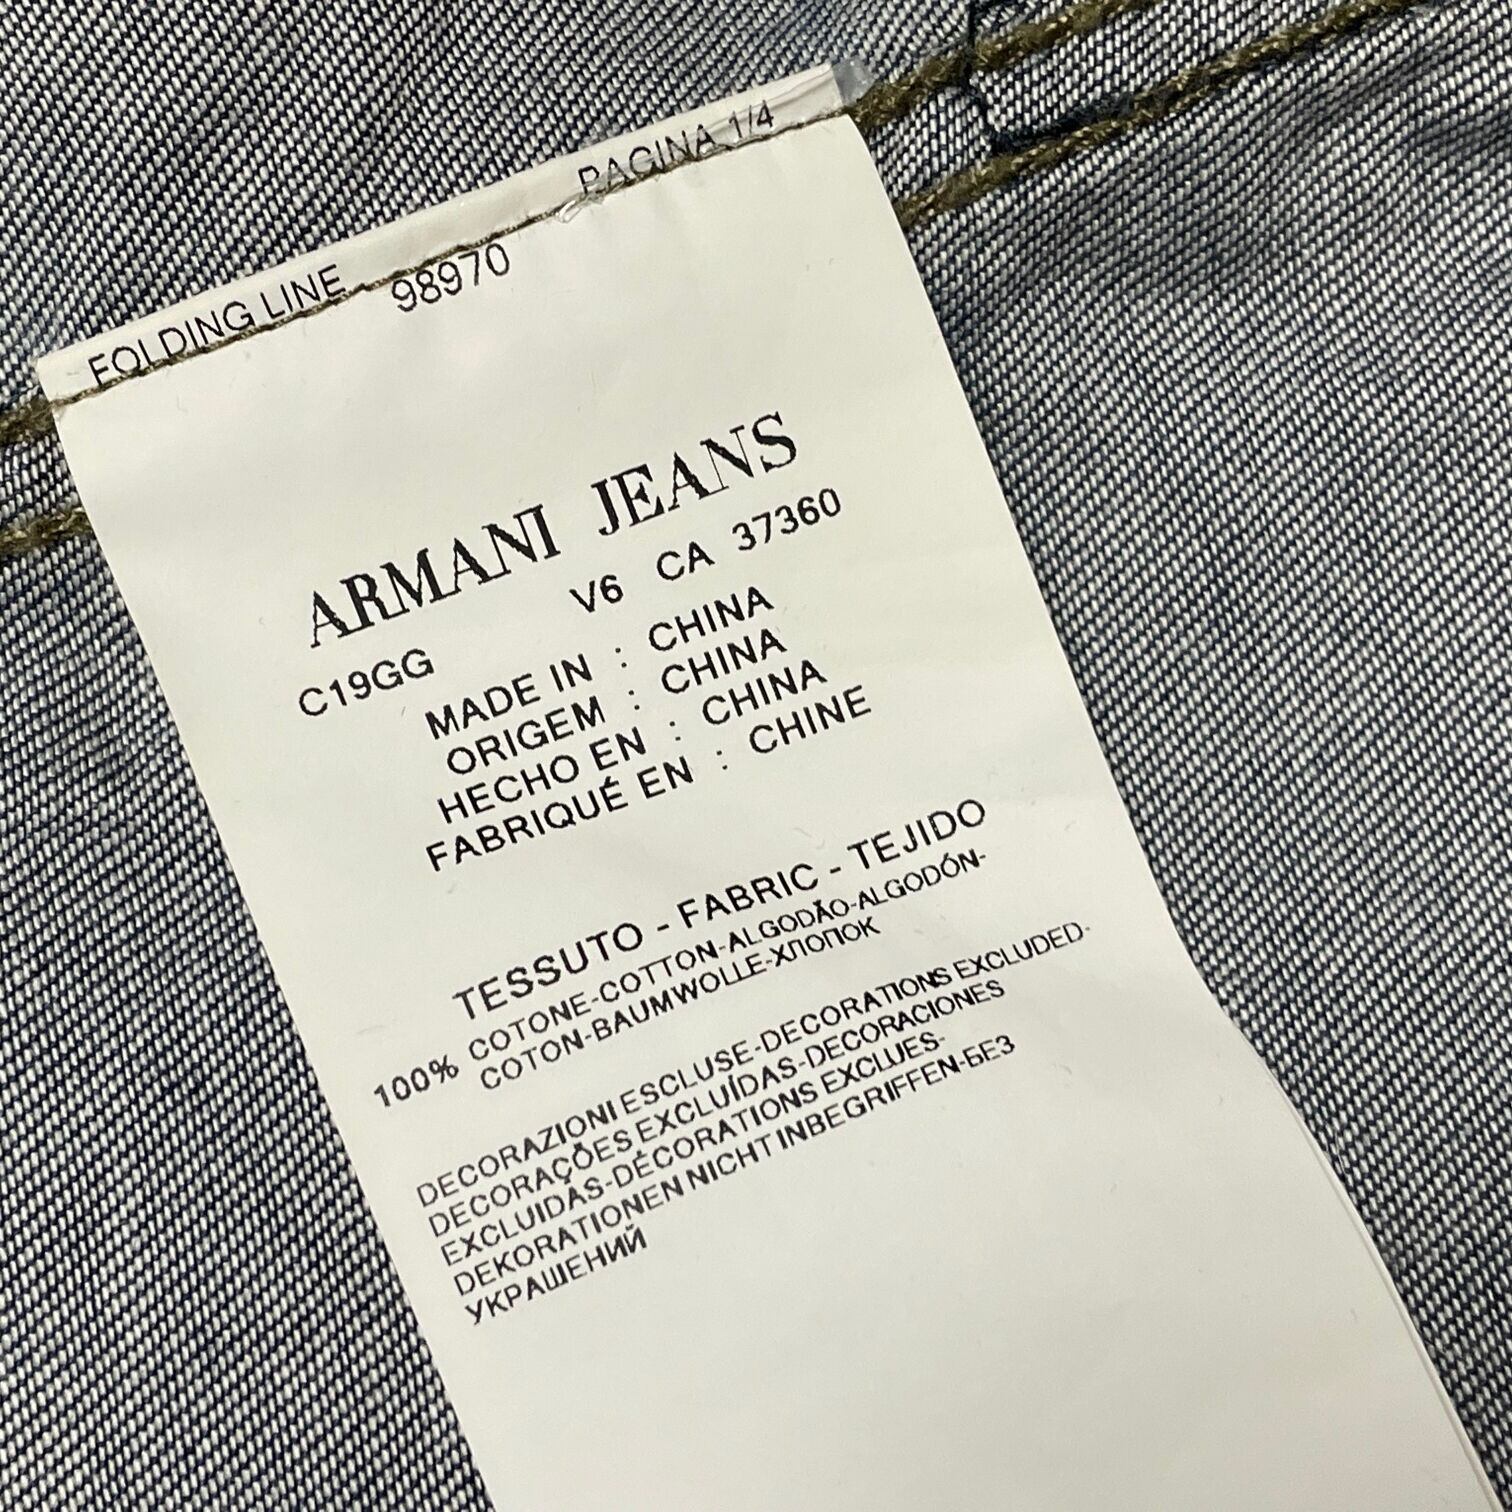 FOLDING LINE 98970 PAGINA 1/4
ARMANI JEANS
C19GG V6 CA 37360
MADE IN : CHINA
ORIGEM : CHINA
HECHO EN : CHINA
FABRIQUÉ EN : CHINE
TESSUTO - FABRIC - TEJIDO
100% COTONE-COTTON-ALGODÃO-ALGODÓN-
COTON-BAUMWOLLE-ХЛОПОК
DECORAZIONI ESCLUSE-DECORATIONS EXCLUDED-
DECORAÇÕES EXCLUÍDAS-DECORACIONES
EXCLUIDAS-DÉCORATIONS EXCLUES-
DEKORATIONEN NICHT INBEGRIFFEN-БЕЗ
УКРАШЕНИЙ